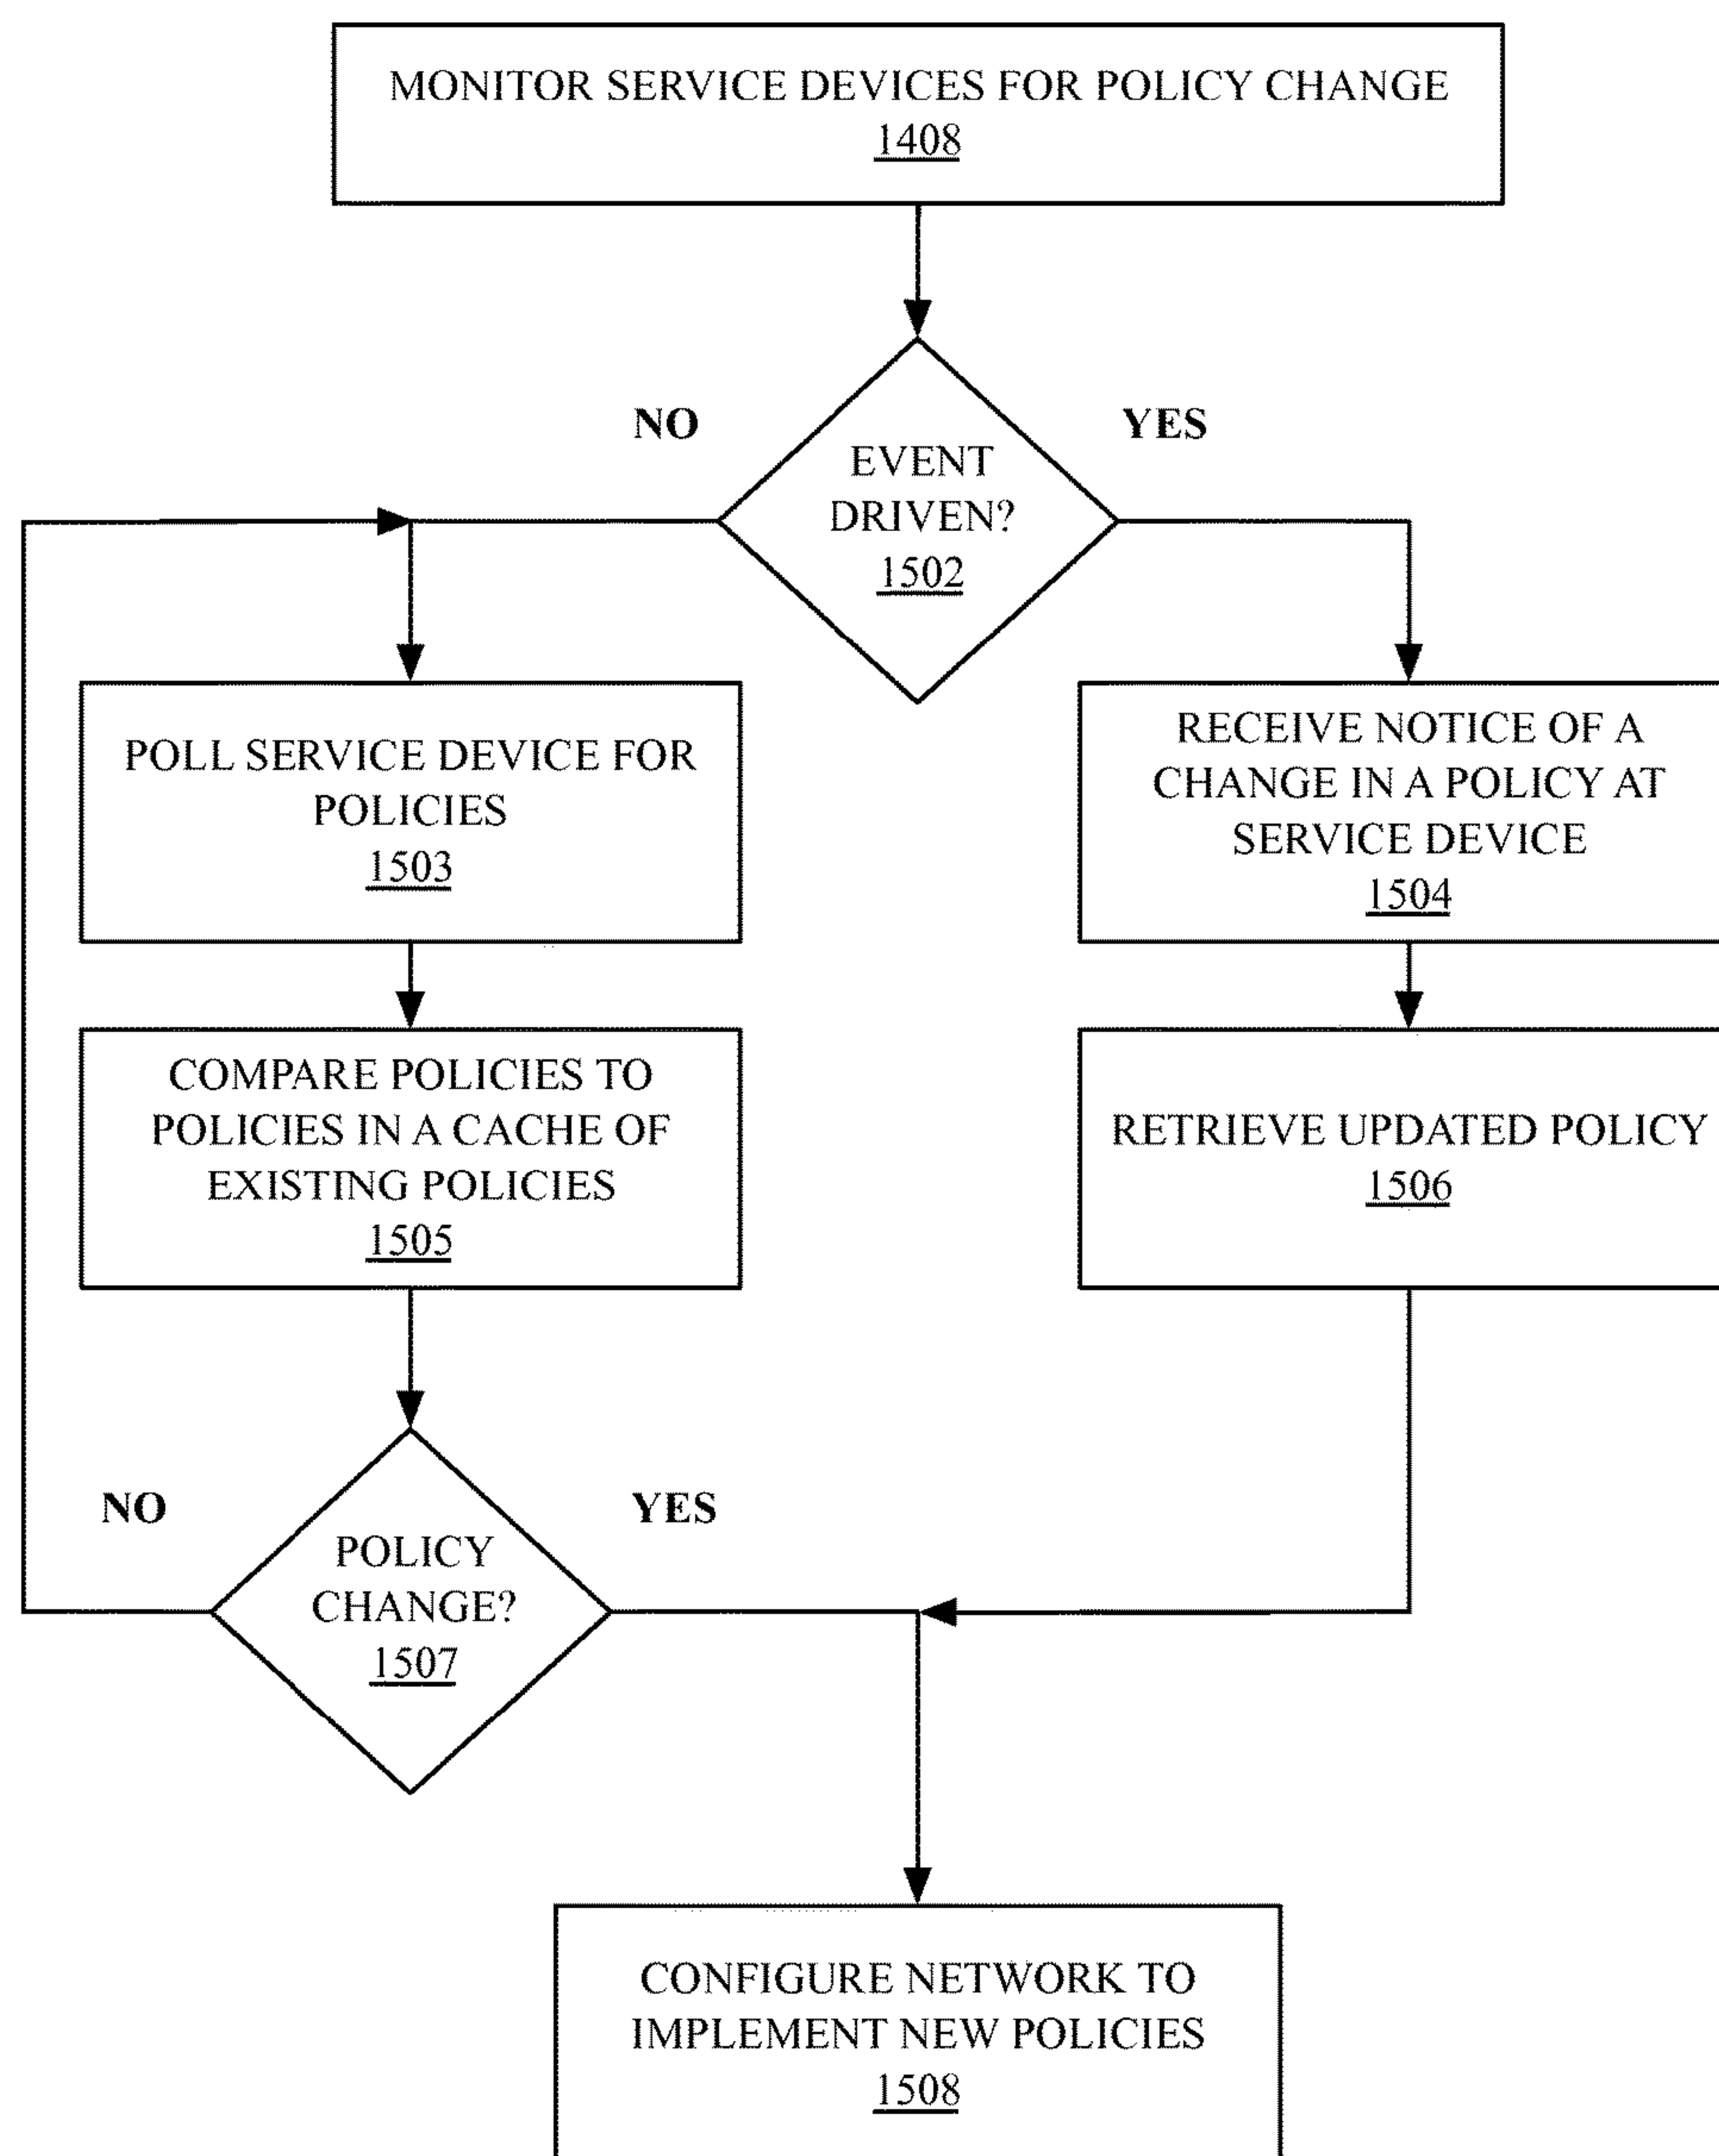 MONITOR SERVICE DEVICES FOR POLICY CHANGE
1408
NO
YES
EVENT
DRIVEN?
1502
POLL SERVICE DEVICE FOR
POLICIES
1503
RECEIVE NOTICE OF A
CHANGE IN A POLICY AT
SERVICE DEVICE
1504
COMPARE POLICIES TO
POLICIES IN A CACHE OF
EXISTING POLICIES
1505
RETRIEVE UPDATED POLICY
1506
NO
YES
POLICY
CHANGE?
1507
CONFIGURE NETWORK TO
IMPLEMENT NEW POLICIES
1508